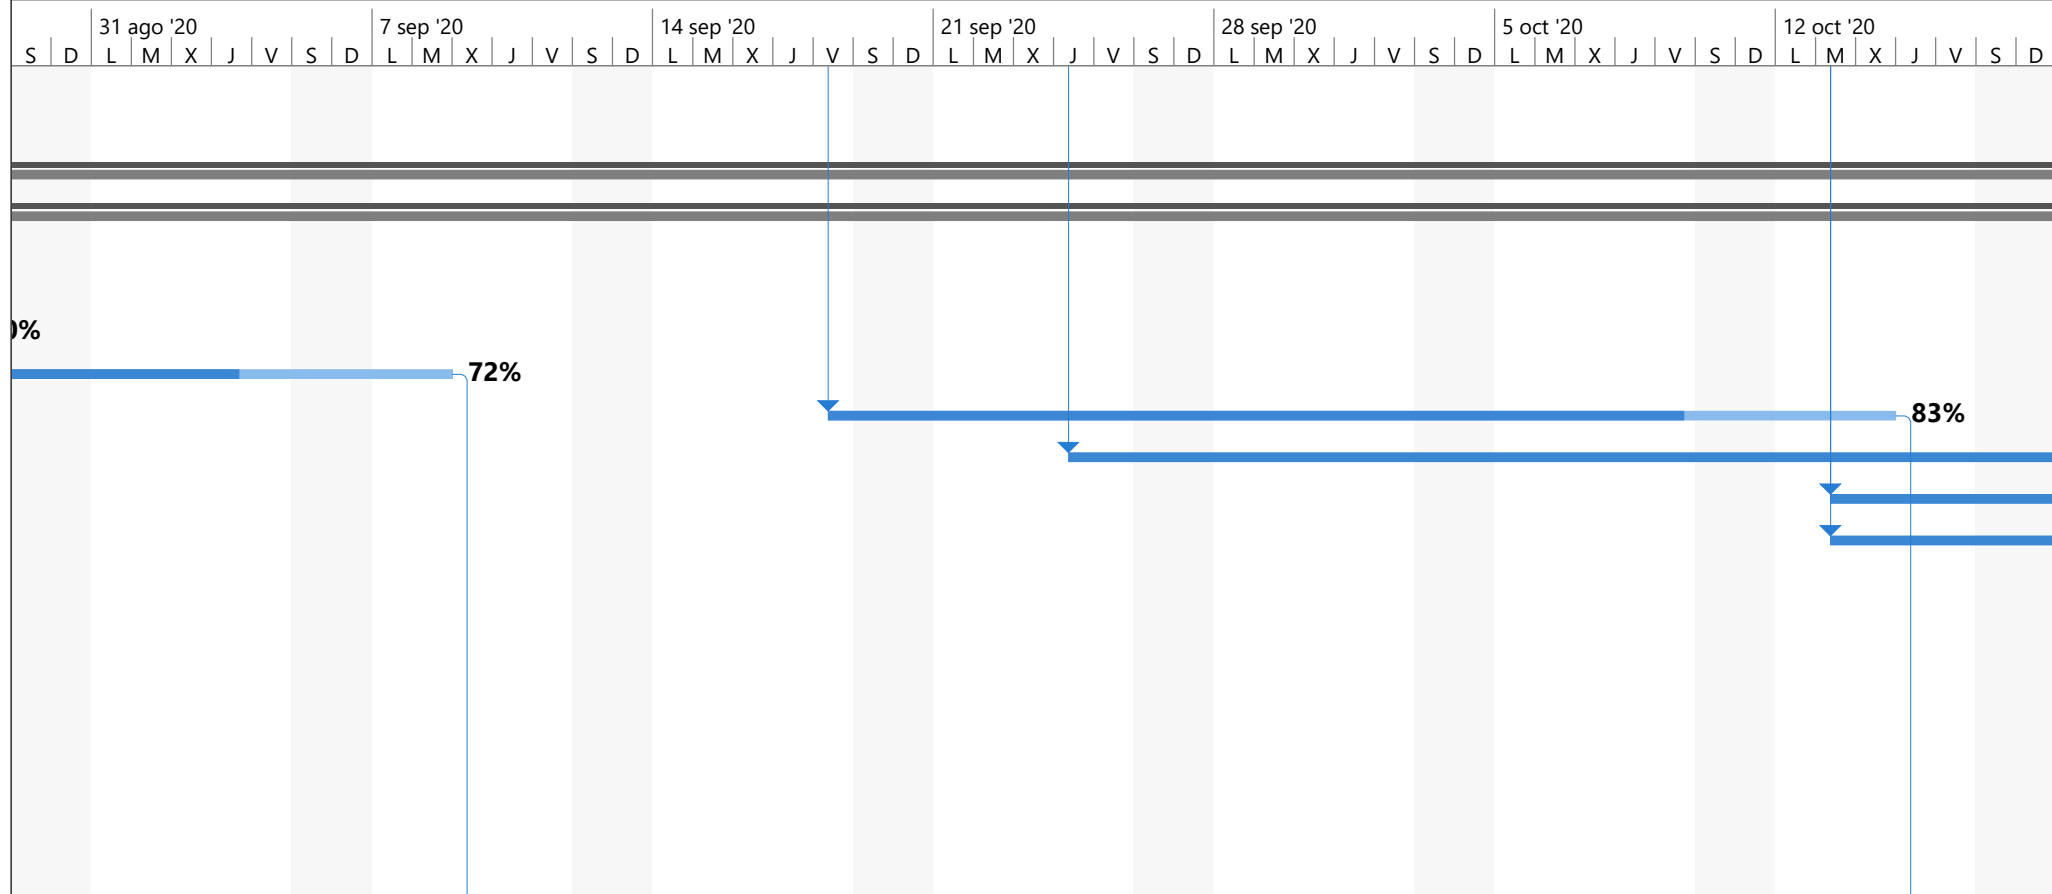 31 ago '20 7 sep '20 14 sep '20 21 sep '20 28 sep '20 5 oct '20 12 oct '20
S D L M X J V S D L M X J V S D L M X J V S D L M X J V S D L M X J V S D L M X J V S D L M X J V S D
0%
72%
83%